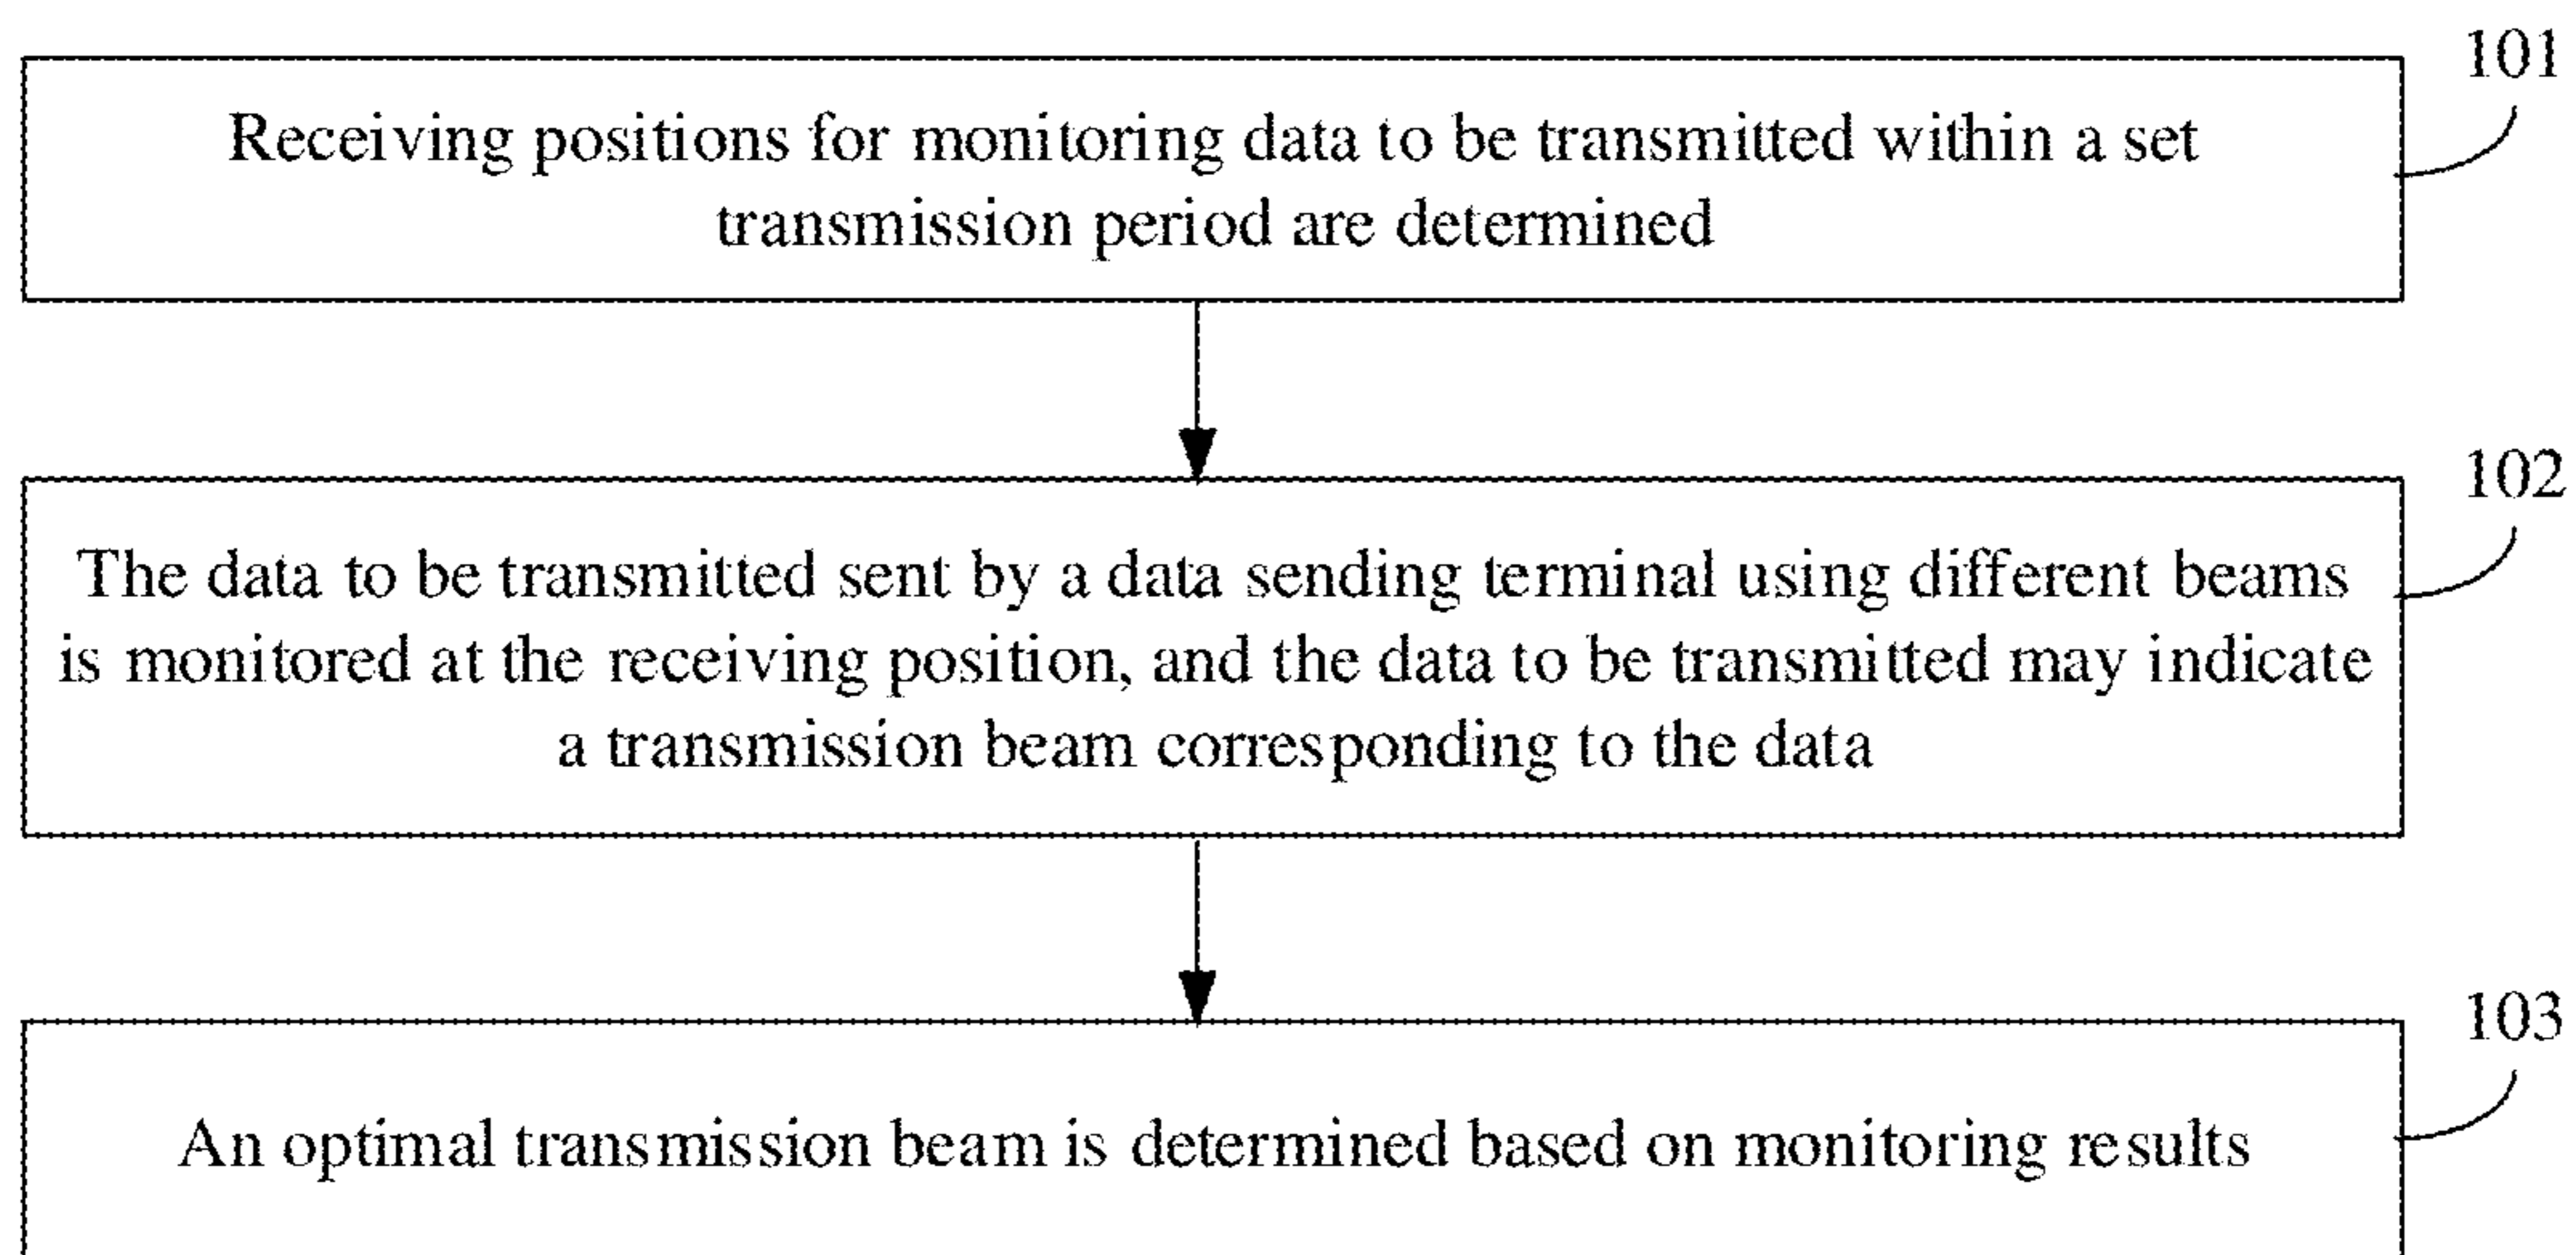 101
Receiving positions for monitoring data to be transmitted within a set
transmission period are determined
102
The data to be transmitted sent by a data sending terminal using different beams
is monitored at the receiving position, and the data to be transmitted may indicate
a transmission beam corresponding to the data
103
An optimal transmission beam is determined based on monitoring results